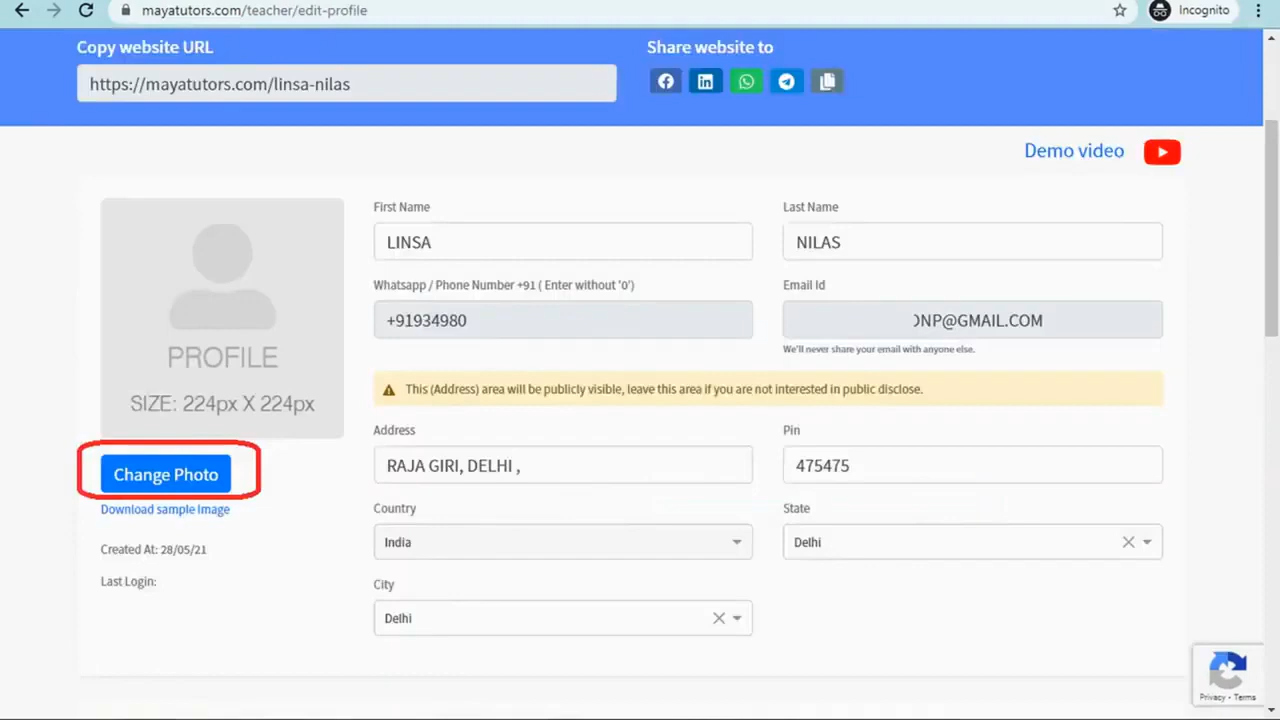 mayatutors.com/teacher/edit-profile
Incognito
Copy website URL
Share website to
https://mayatutors.com/linsa-nilas
Demo video
PROFILE
SIZE: 224px X 224px
Change Photo
Download sample Image
Created At: 28/05/21
Last Login:
First Name
Last Name
LINSA
NILAS
Whatsapp / Phone Number +91 ( Enter without '0')
Email Id
+91934980
NP@GMAIL.COM
We'll never share your email with anyone else.
This (Address) area will be publicly visible, leave this area if you are not interested in public disclose.
Address
Pin
RAJA GIRI, DELHI ,
475475
Country
State
India
Delhi
City
Delhi
Privacy - Terms